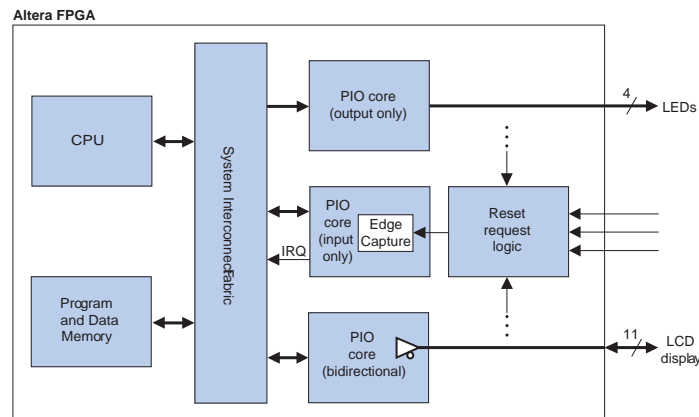 Altera FPGA
CPU
Program
and Data
Memory
System Interconnect Fabric
PIO core
(output only)
4
LEDs
PIO
core
(input
only)
Edge
Capture
IRQ
Reset
request
logic
PIO
core
(bidirectional)
11
LCD
display